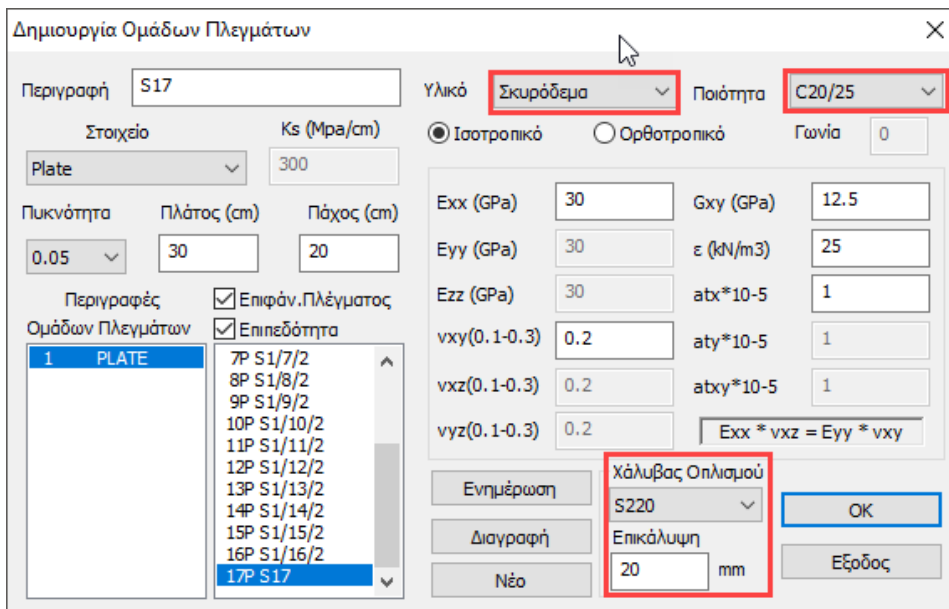 Δημιουργία Ομάδων Πλεγμάτων
Περιγραφή S17
Υλικό Σκυρόδεμα Ποιότητα C20/25
Στοιχείο Ks (Mpa/cm)
Plate 300
Ισοτροπικό Ορθοτροπικό Γωνία 0
Πυκνότητα Πλάτος (cm) Πάχος (cm)
0.05 30 20
Exx (GPa) 30 Gxy (GPa) 12.5
Eyy (GPa) 30 ε (kN/m3) 25
Ezz (GPa) 30 atx*10-5 1
vxy(0.1-0.3) 0.2 aty*10-5 1
vxz(0.1-0.3) 0.2 atxy*10-5 1
vyz(0.1-0.3) 0.2 Exx * vxz = Eyy * vxy
Περιγραφές
Ομάδων Πλεγμάτων
Επιφάν.Πλέγματος
Επιπεδότητα
1 PLATE
7P S1/7/2
8P S1/8/2
9P S1/9/2
10P S1/10/2
11P S1/11/2
12P S1/12/2
13P S1/13/2
14P S1/14/2
15P S1/15/2
16P S1/16/2
17P S17
Ενημέρωση
Διαγραφή
Νέο
Χάλυβας Οπλισμού
S220
Επικάλυψη
20 mm
OK
Εξοδος